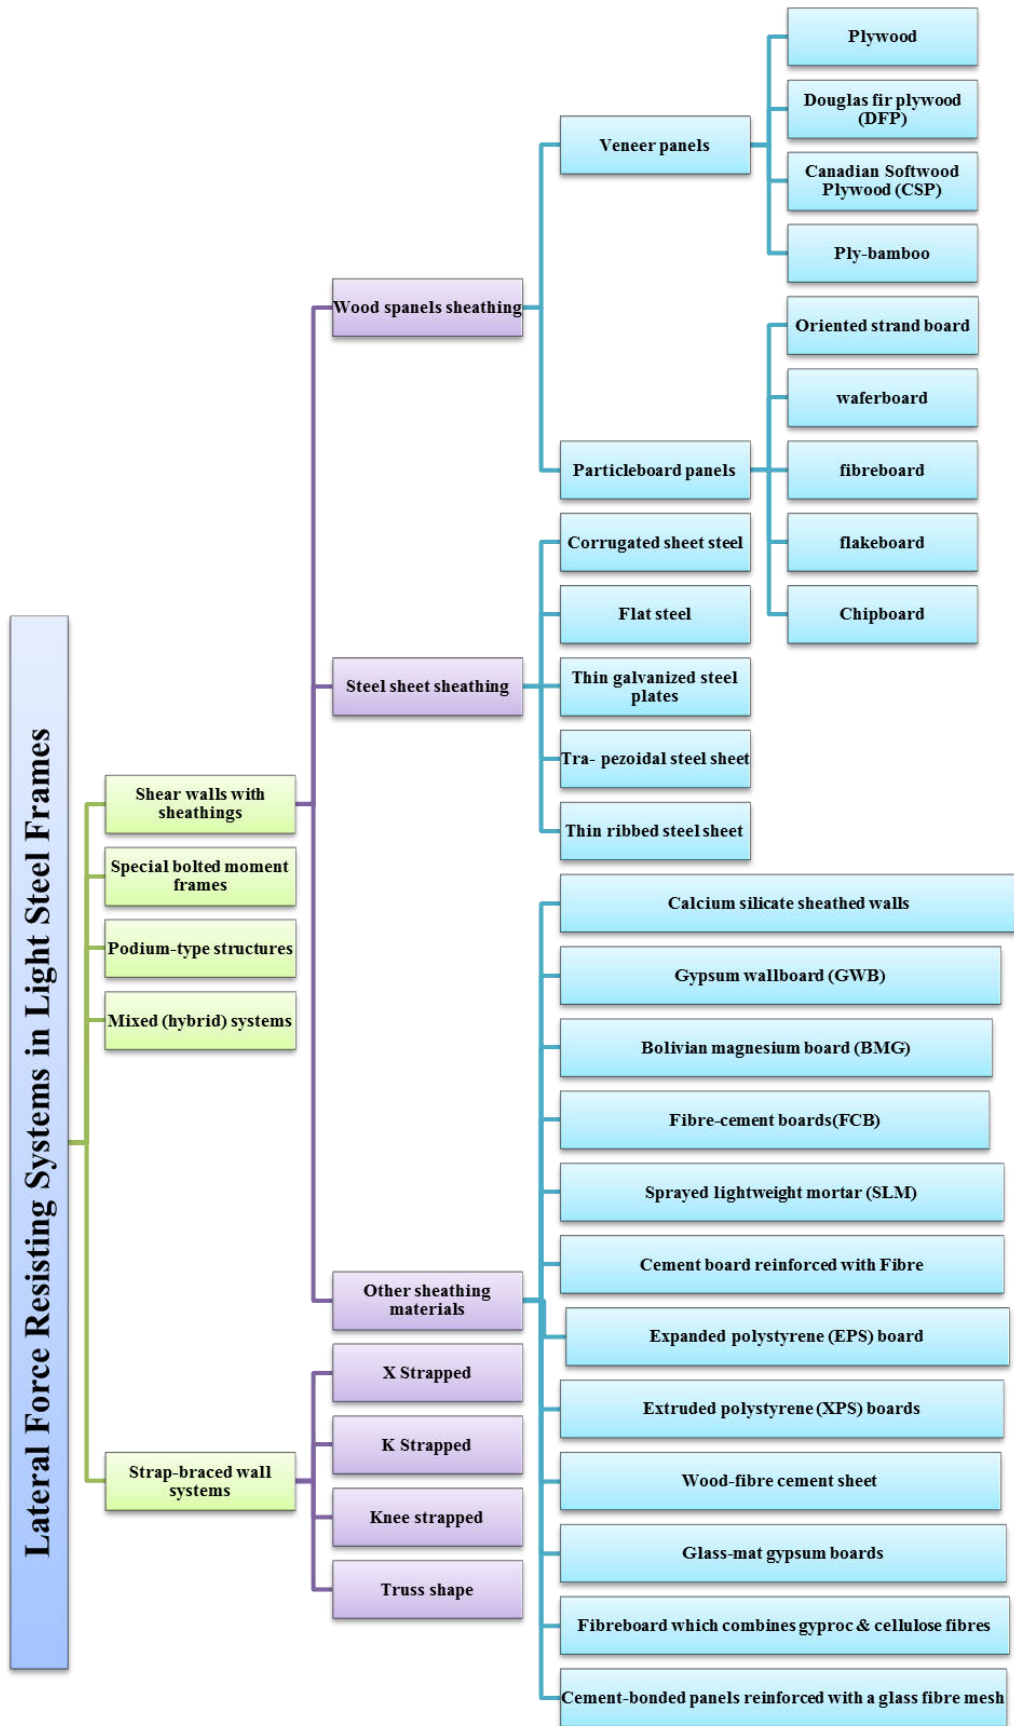 Lateral Force Resisting Systems in Light Steel Frames
Shear walls with
sheathings
Special bolted moment
frames
Podium-type structures
Mixed (hybrid) systems
Strap-braced wall
systems
Wood spanels sheathing
Steel sheet sheathing
Other sheathing
materials
X Strapped
K Strapped
Knee strapped
Truss shape
Veneer panels
Particleboard panels
Corrugated sheet steel
Flat steel
Thin galvanized steel
plates
Tra- pezoidal steel sheet
Thin ribbed steel sheet
Calcium silicate sheathed walls
Gypsum wallboard (GWB)
Bolivian magnesium board (BMG)
Fibre-cement boards(FCB)
Sprayed lightweight mortar (SLM)
Cement board reinforced with Fibre
Expanded polystyrene (EPS) board
Extruded polystyrene (XPS) boards
Wood-fibre cement sheet
Glass-mat gypsum boards
Fibreboard which combines gyproc & cellulose fibres
Cement-bonded panels reinforced with a glass fibre mesh
Plywood
Douglas fir plywood
(DFP)
Canadian Softwood
Plywood (CSP)
Ply-bamboo
Oriented strand board
waferboard
fibreboard
flakeboard
Chipboard